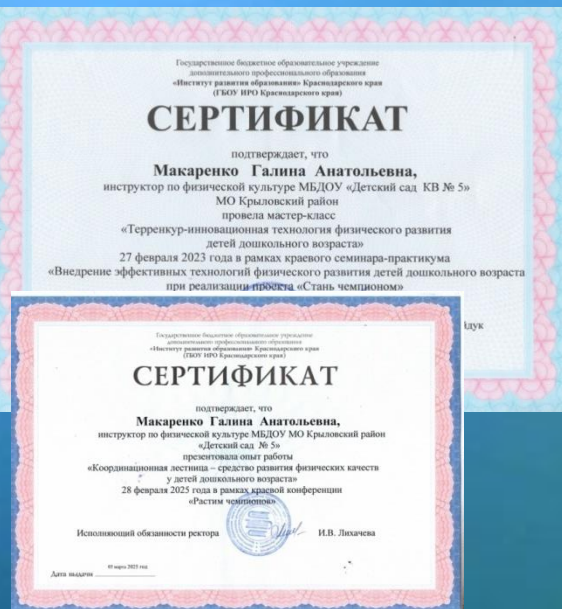 Государственное бюджетное образовательное учреждение
дополнительного профессионального образования
«Институт развития образования» Краснодарского края
(ГБОУ ИРО Краснодарского края)
СЕРТИФИКАТ
подтверждает, что
Макаренко Галина Анатольевна,
инструктор по физической культуре МБДОУ «Детский сад КВ № 5»
МО Крыловский район
провела мастер-класс
«Терренкур-инновационная технология физического развития
детей дошкольного возраста»
27 февраля 2023 года в рамках краевого семинара-практикума
«Внедрение эффективных технологий физического развития детей дошкольного возраста
при реализации проекта «Стань чемпионом»
йдук
Государственное бюджетное образовательное учреждение
дополнительного профессионального образования
«Институт развития образования» Краснодарского края
(ГБОУ ИРО Краснодарского края)
СЕРТИФИКАТ
подтверждает, что
Макаренко Галина Анатольевна,
инструктор по физической культуре МБДОУ МО Крыловский район
«Детский сад № 5»
презентовала опыт работы
«Координационная лестница – средство развития физических качеств
у детей дошкольного возраста»
28 февраля 2025 года в рамках краевой конференции
«Растим чемпионов»
Исполняющий обязанности ректора И.В. Лихачева
05 марта 2025 год
Дата выдачи